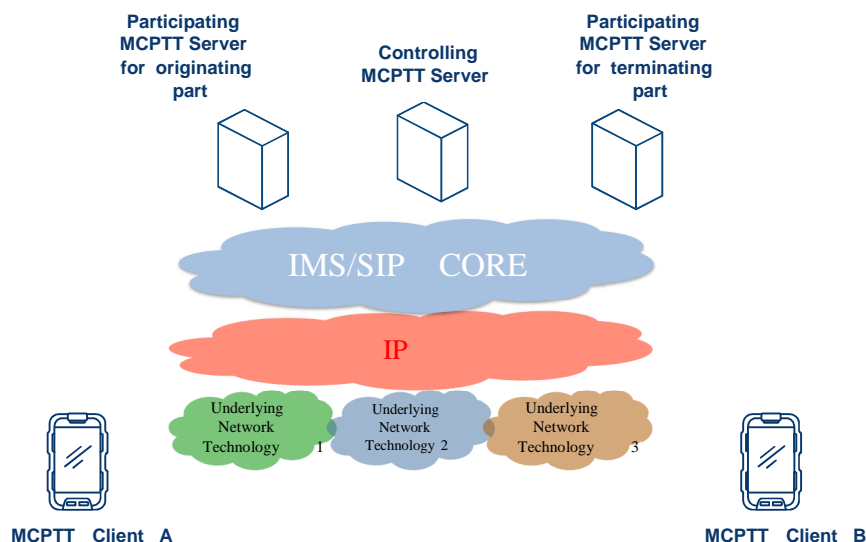 Participating
MCPTT Server
for originating
part
Controlling
MCPTT Server
Participating
MCPTT Server
for terminating
part
IMS/SIP CORE
IP
Underlying
Network
Technology 1
Underlying
Network
Technology 2
Underlying
Network
Technology 3
MCPTT Client A
MCPTT Client B